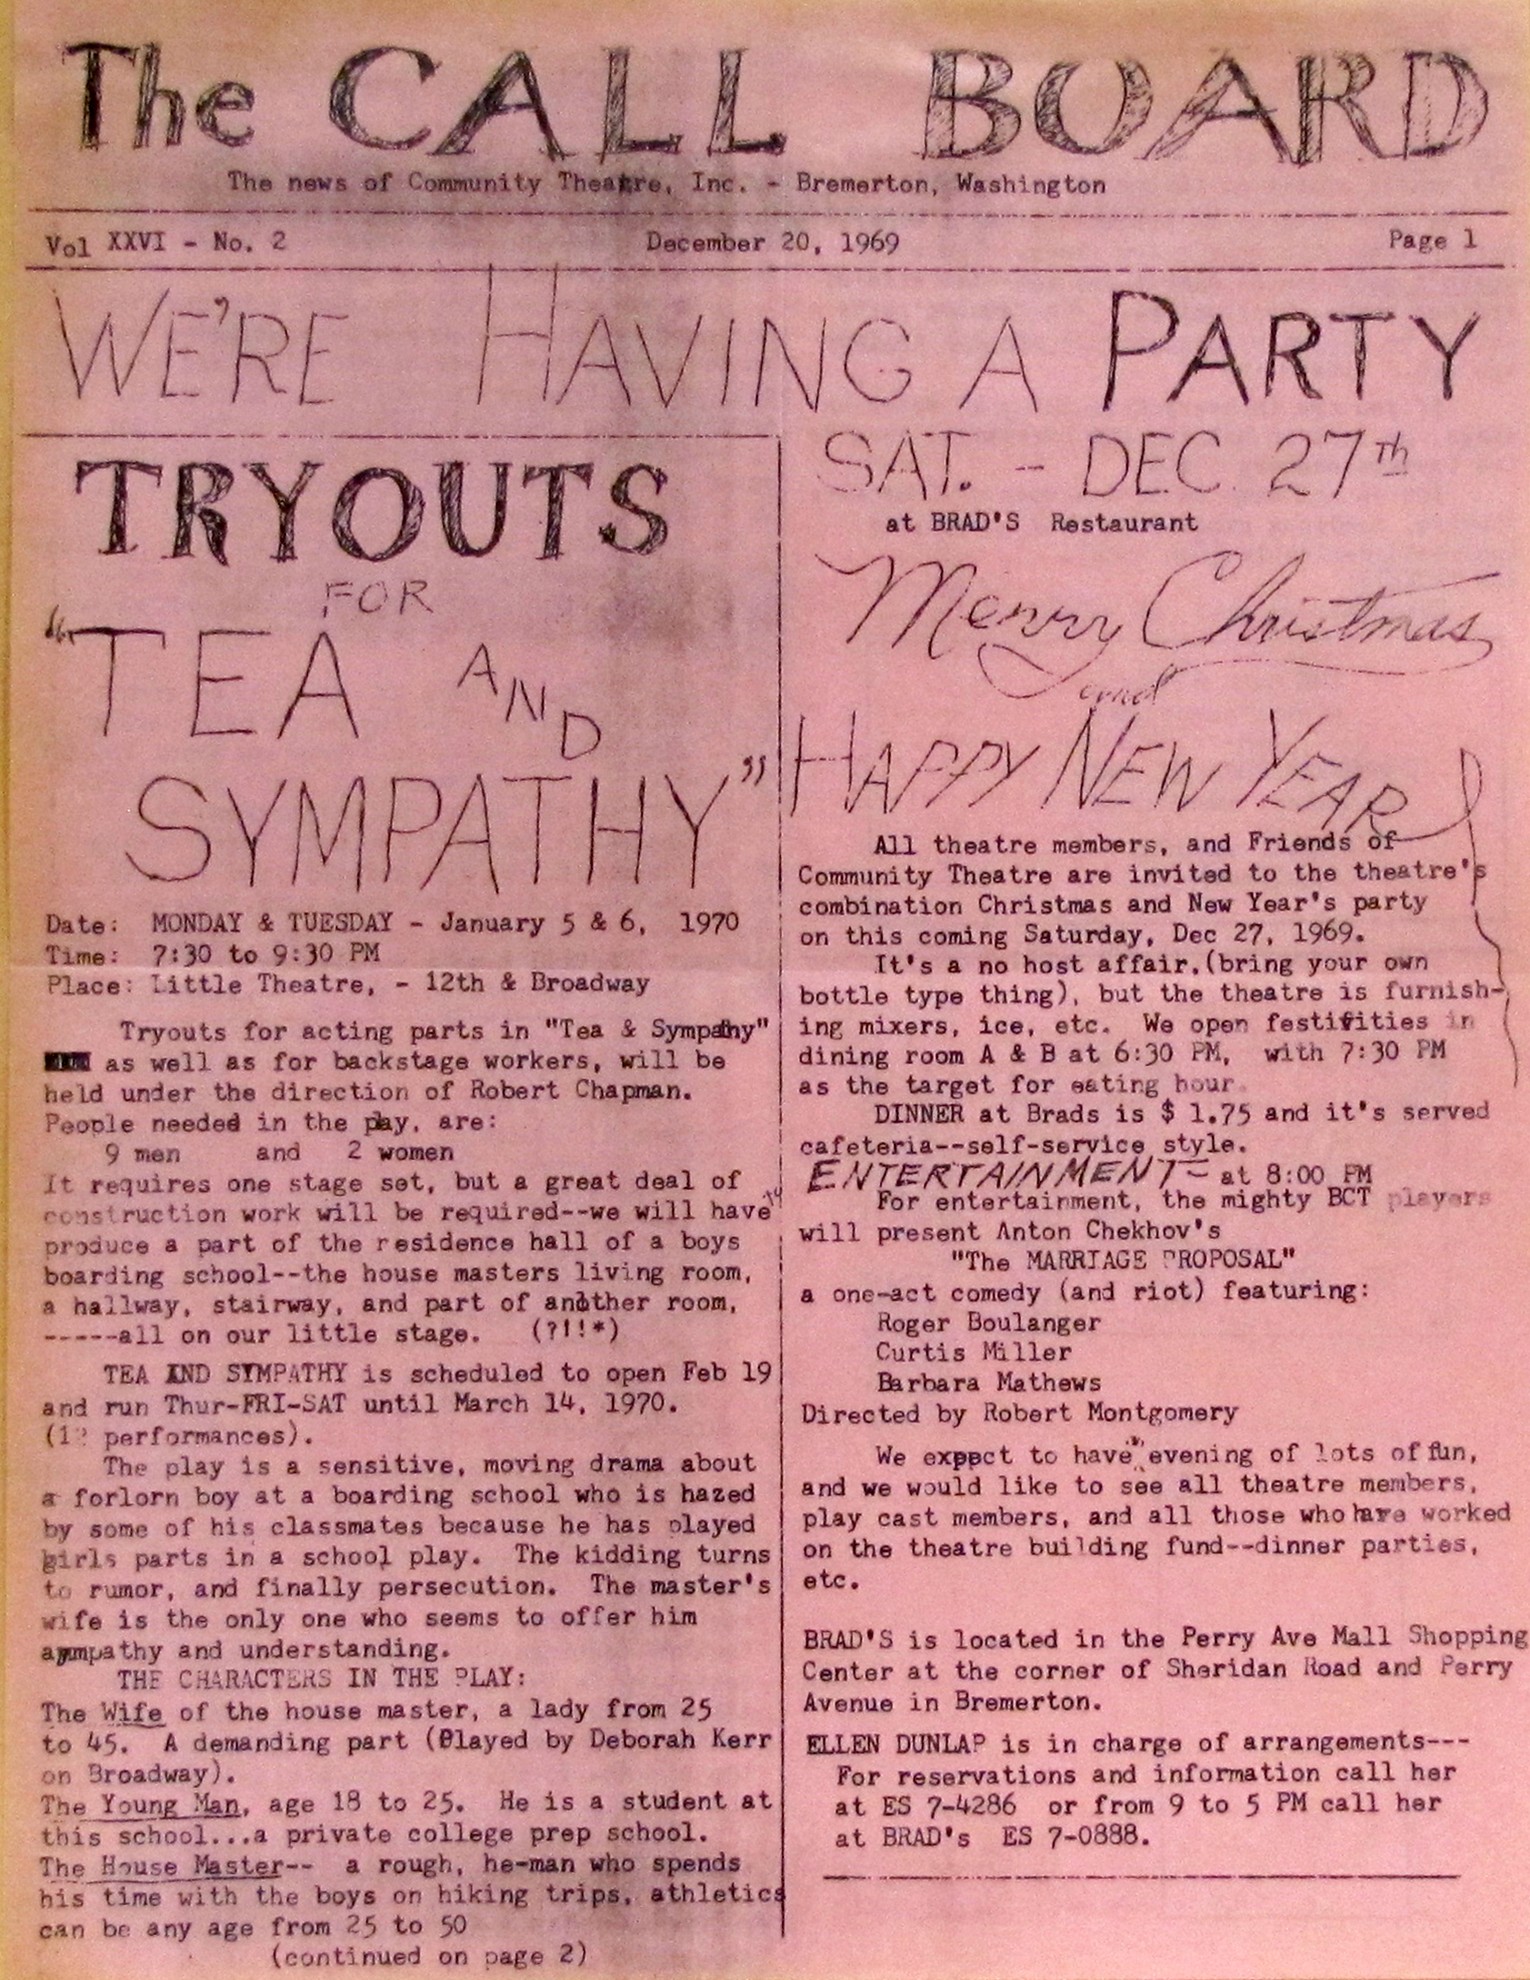 The CALL BOARD
The news of Community Theatre, Inc. - Bremerton, Washington
Vol XXVI - No. 2 December 20, 1969 Page 1
WE'RE HAVING A PARTY
TRYOUTS
FOR
"TEA AND
SYMPATHY"
Date: MONDAY & TUESDAY - January 5 & 6, 1970
Time: 7:30 to 9:30 PM
Place: Little Theatre, - 12th & Broadway
Tryouts for acting parts in "Tea & Sympathy"
as well as for backstage workers, will be
held under the direction of Robert Chapman.
People needed in the play, are:
9 men and 2 women
It requires one stage set, but a great deal of
construction work will be required--we will have to
produce a part of the residence hall of a boys
boarding school--the house masters living room,
a hallway, stairway, and part of another room,
-----all on our little stage. (?!!*)
TEA AND SYMPATHY is scheduled to open Feb 19
and run Thur-FRI-SAT until March 14, 1970.
(12 performances).
The play is a sensitive, moving drama about
a forlorn boy at a boarding school who is hazed
by some of his classmates because he has played
girls parts in a school play. The kidding turns
to rumor, and finally persecution. The master's
wife is the only one who seems to offer him
aympathy and understanding.
THE CHARACTERS IN THE PLAY:
The Wife of the house master, a lady from 25
to 45. A demanding part (Played by Deborah Kerr
on Broadway).
The Young Man, age 18 to 25. He is a student at
this school...a private college prep school.
The House Master-- a rough, he-man who spends
his time with the boys on hiking trips, athletics
can be any age from 25 to 50
(continued on page 2)
SAT. - DEC. 27th
at BRAD'S Restaurant
Merry Christmas
and
HAPPY NEW YEAR
All theatre members, and Friends of
Community Theatre are invited to the theatre's
combination Christmas and New Year's party
on this coming Saturday, Dec 27, 1969.
It's a no host affair,(bring your own
bottle type thing), but the theatre is furnish-
ing mixers, ice, etc. We open festivities in
dining room A & B at 6:30 PM, with 7:30 PM
as the target for eating hour.
DINNER at Brads is $ 1.75 and it's served
cafeteria--self-service style.
ENTERTAINMENT- at 8:00 PM
For entertainment, the mighty BCT players
will present Anton Chekhov's
"The MARRIAGE PROPOSAL"
a one-act comedy (and riot) featuring:
Roger Boulanger
Curtis Miller
Barbara Mathews
Directed by Robert Montgomery
We expect to have evening of lots of fun,
and we would like to see all theatre members,
play cast members, and all those who have worked
on the theatre building fund--dinner parties,
etc.
BRAD'S is located in the Perry Ave Mall Shopping
Center at the corner of Sheridan Road and Perry
Avenue in Bremerton.
ELLEN DUNLAP is in charge of arrangements---
For reservations and information call her
at ES 7-4286 or from 9 to 5 PM call her
at BRAD's ES 7-0888.